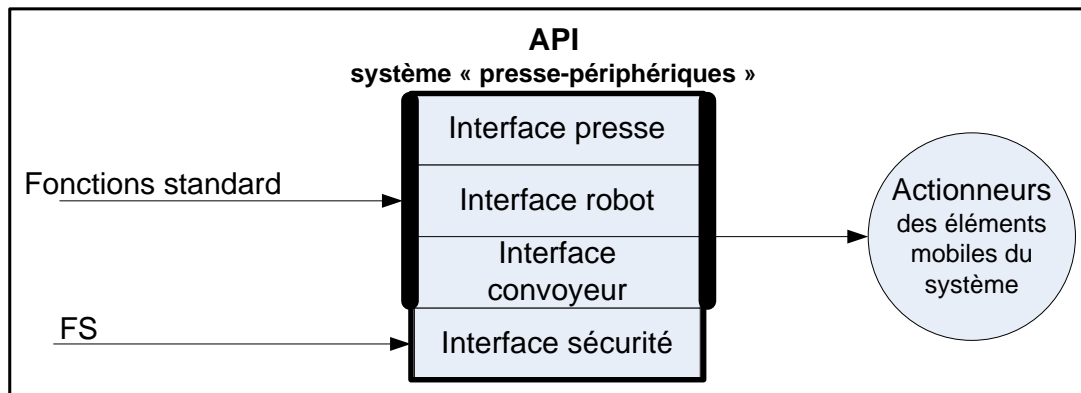 API
système « presse-périphériques »
Interface presse
Fonctions standard
Interface robot
Interface
convoyeur
FS
Interface sécurité
Actionneurs
des éléments
mobiles du
système